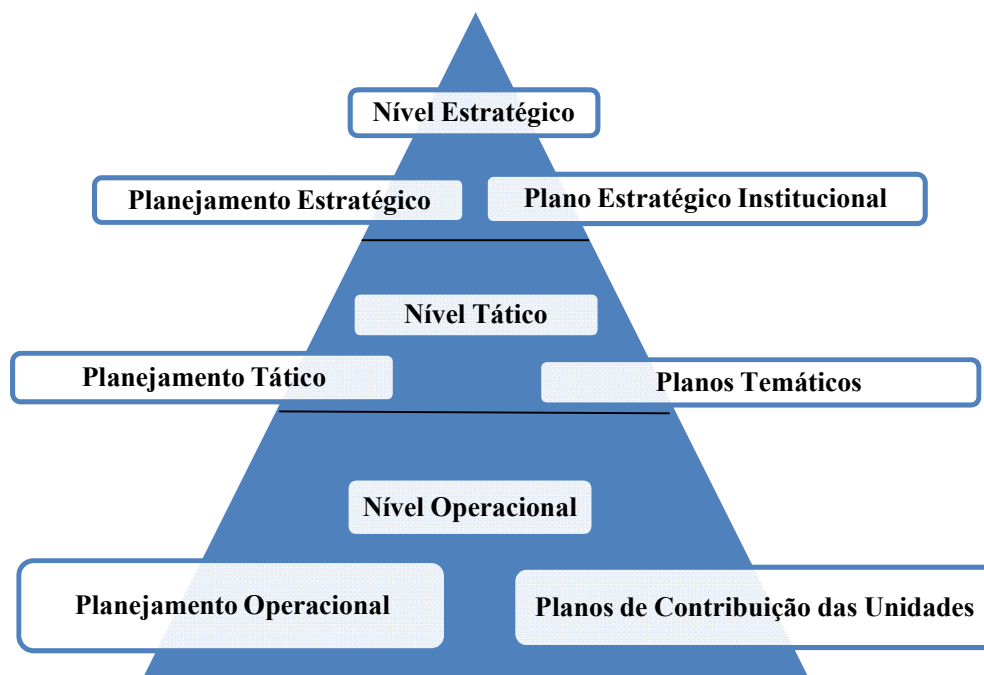 Nível Estratégico
Planejamento Estratégico
Plano Estratégico Institucional
Nível Tático
Planejamento Tático
Planos Temáticos
Nível Operacional
Planejamento Operacional
Planos de Contribuição das Unidades